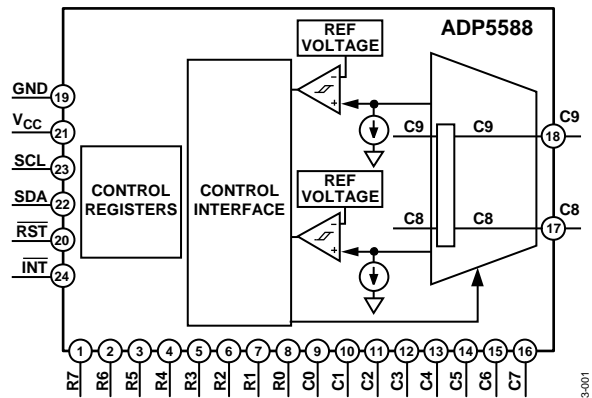 ADP5588
REF
VOLTAGE
GND
19
VCC
21
SCL
23
SDA
22
RST
20
INT
24
CONTROL
REGISTERS
CONTROL
INTERFACE
C9
C9
18
C9
REF
VOLTAGE
C8
C8
17
C8
1 2 3 4 5 6 7 8 9 10 11 12 13 14 15 16
R7 R6 R5 R4 R3 R2 R1 R0 C0 C1 C2 C3 C4 C5 C6 C7
3-001